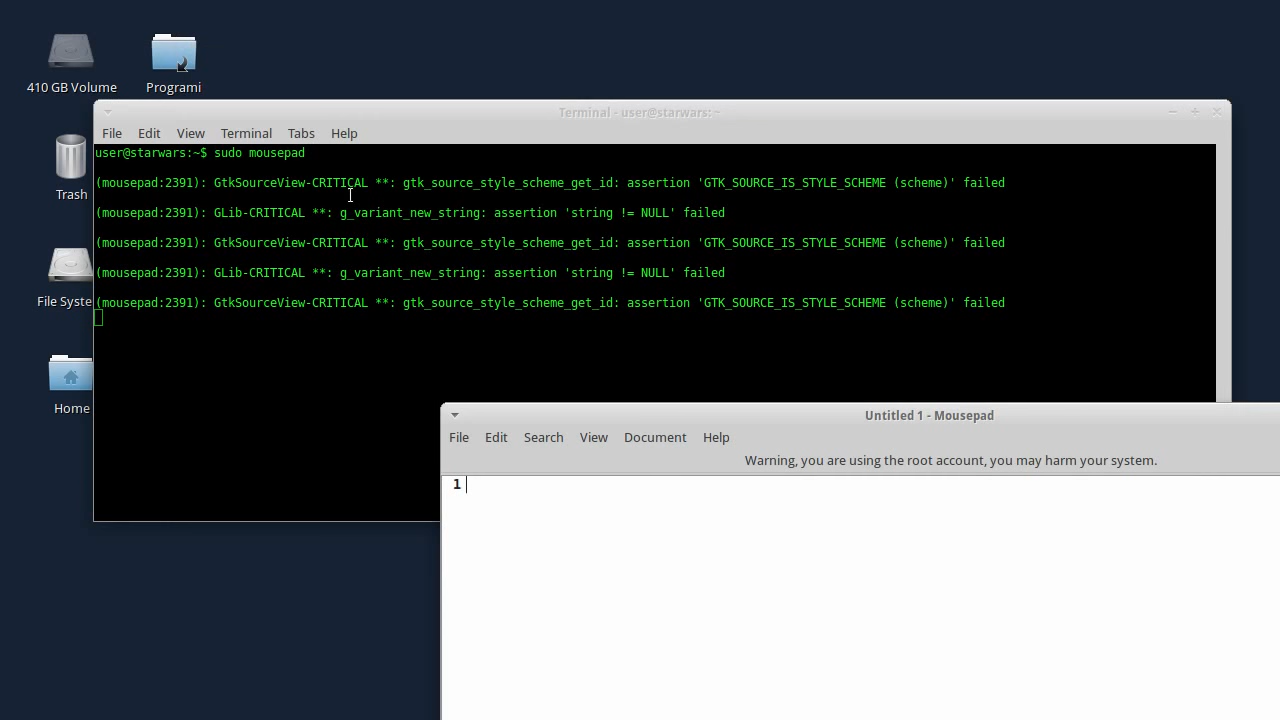 410 GB Volume
Programi
Trash
File Syste
Home
Terminal - user@starwars:~
File Edit View Terminal Tabs Help
user@starwars:~$ sudo mousepad
(mousepad:2391): GtkSourceView-CRITICAL **: gtk_source_style_scheme_get_id: assertion 'GTK_SOURCE_IS_STYLE_SCHEME (scheme)' failed
(mousepad:2391): GLib-CRITICAL **: g_variant_new_string: assertion 'string != NULL' failed
(mousepad:2391): GtkSourceView-CRITICAL **: gtk_source_style_scheme_get_id: assertion 'GTK_SOURCE_IS_STYLE_SCHEME (scheme)' failed
(mousepad:2391): GLib-CRITICAL **: g_variant_new_string: assertion 'string != NULL' failed
(mousepad:2391): GtkSourceView-CRITICAL **: gtk_source_style_scheme_get_id: assertion 'GTK_SOURCE_IS_STYLE_SCHEME (scheme)' failed
Untitled 1 - Mousepad
File Edit Search View Document Help
Warning, you are using the root account, you may harm your system.
1